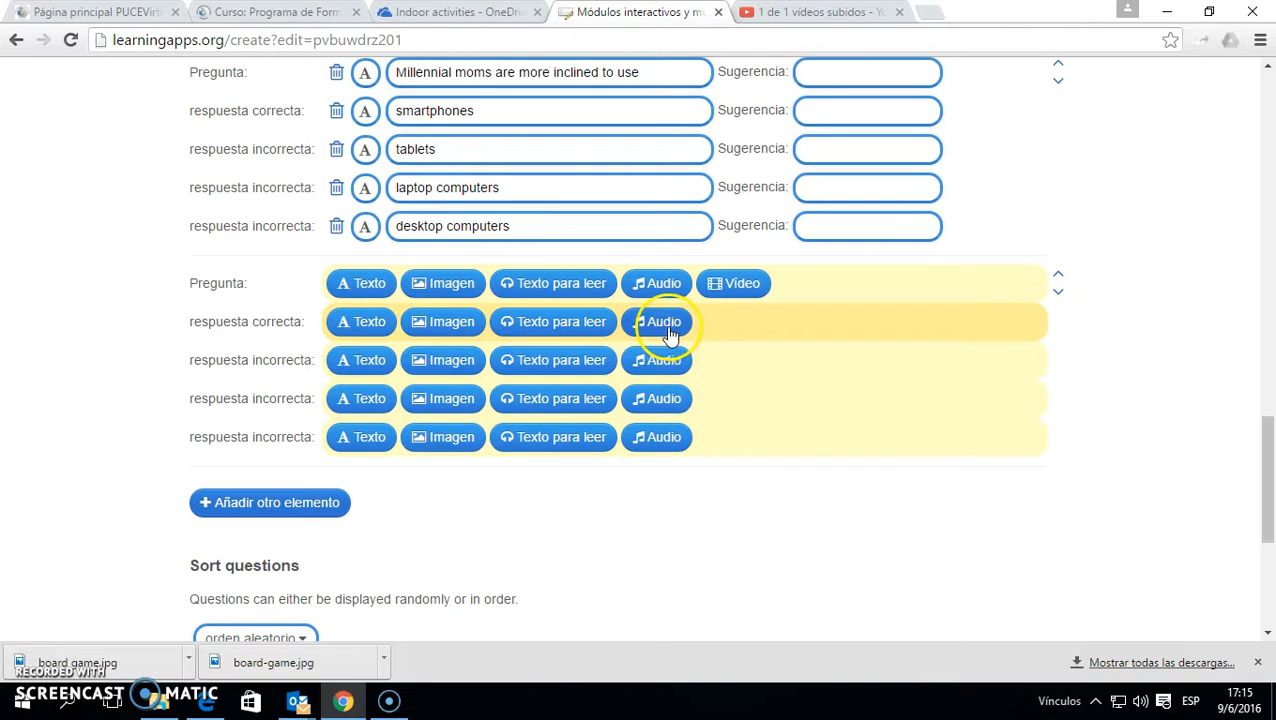 Página principal PUCEVirtu
Curso: Programa de Form
Indoor activities - OneDriv
Módulos interactivos y mu
1 de 1 vídeos subidos - Yo
learningapps.org/create?edit=pvbuwdrz201
Pregunta: A Millennial moms are more inclined to use Sugerencia:
respuesta correcta: A smartphones Sugerencia:
respuesta incorrecta: A tablets Sugerencia:
respuesta incorrecta: A laptop computers Sugerencia:
respuesta incorrecta: A desktop computers Sugerencia:
Pregunta: A Texto Imagen Texto para leer Audio Vídeo
respuesta correcta: A Texto Imagen Texto para leer Audio
respuesta incorrecta: A Texto Imagen Texto para leer Audio
respuesta incorrecta: A Texto Imagen Texto para leer Audio
respuesta incorrecta: A Texto Imagen Texto para leer Audio
+ Añadir otro elemento
Sort questions
Questions can either be displayed randomly or in order.
orden aleatorio
board game.jpg
board-game.jpg
Mostrar todas las descargas...
RECORDED WITH
SCREENCAST MATIC
Vínculos
ESP
17:15
9/6/2016